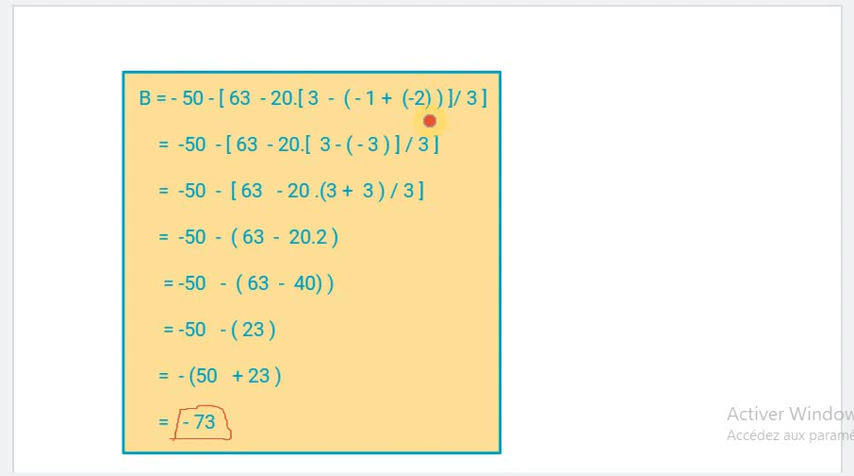 B = - 50 - [ 63 - 20.[ 3 - ( - 1 + (-2) ) ]/ 3 ]
= -50 - [ 63 - 20.[ 3 - ( - 3 ) ] / 3 ]
= -50 - [ 63 - 20 .(3 + 3 ) / 3 ]
= -50 - ( 63 - 20.2 )
= -50 - ( 63 - 40) )
= -50 - ( 23 )
= - (50 + 23 )
= - 73
Activer Window
Accédez aux paramè